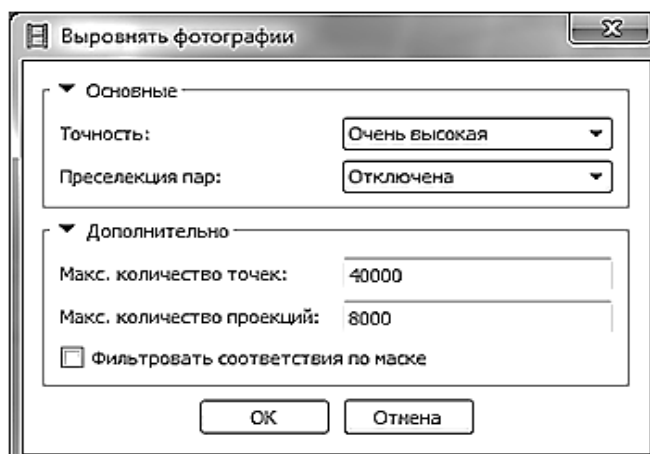 Выровнять фотографии
Основные
Точность: Очень высокая
Преселекция пар: Отключена
Дополнительно
Макс. количество точек: 40000
Макс. количество проекций: 8000
Фильтровать соответствия по маске
ОК Отмена